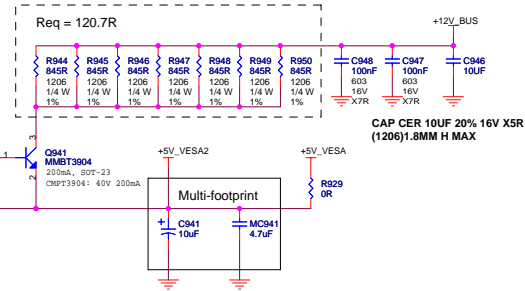 Req = 120.7R
+12V_BUS
R944
845R
1206
1/4 W
1%
R945
845R
1206
1/4 W
1%
R946
845R
1206
1/4 W
1%
R947
845R
1206
1/4 W
1%
R948
845R
1206
1/4 W
1%
R949
845R
1206
1/4 W
1%
R950
845R
1206
1/4 W
1%
C948
100nF
603
16V
X7R
C947
100nF
603
16V
X7R
C946
10UF
CAP CER 10UF 20% 16V X5R
(1206)1.8MM H MAX
3
1
2
Q941
MMBT3904
200mA, SOT-23
CMPT3904: 40V 200mA
+5V_VESA2
+5V_VESA
R929
0R
Multi-footprint
+
C941
10uF
MC941
4.7uF